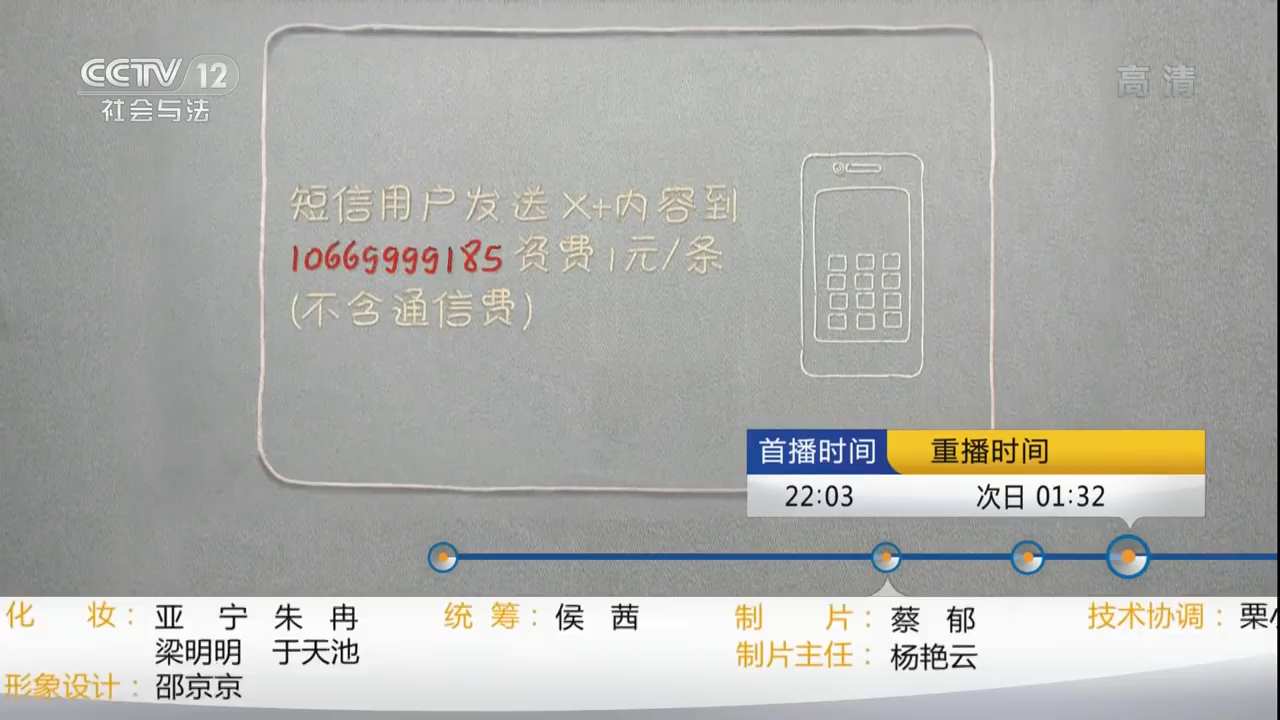 CCTV 12
社会与法
高清
短信用户发送 X+内容到
10669999185 资费1元/条
(不含通信费)
首播时间 重播时间
22:03 次日 01:32
化 妆： 亚 宁 朱 冉
梁明明 于天池
形象设计： 邵京京
统 筹： 侯 茜
制 片： 蔡 郁
制片主任： 杨艳云
技术协调： 栗